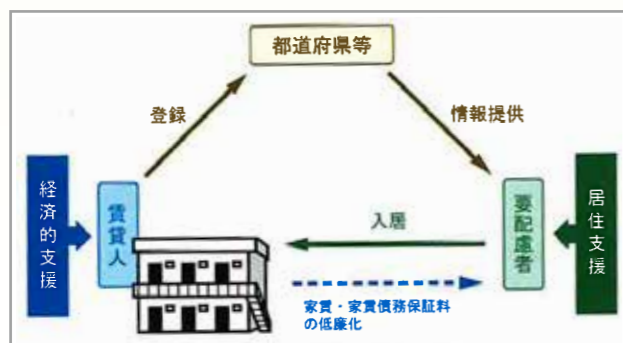 都道府県等
登録
情報提供
経済的支援
賃貸人
入居
要配慮者
居住支援
家賃・家賃債務保証料
の低廉化